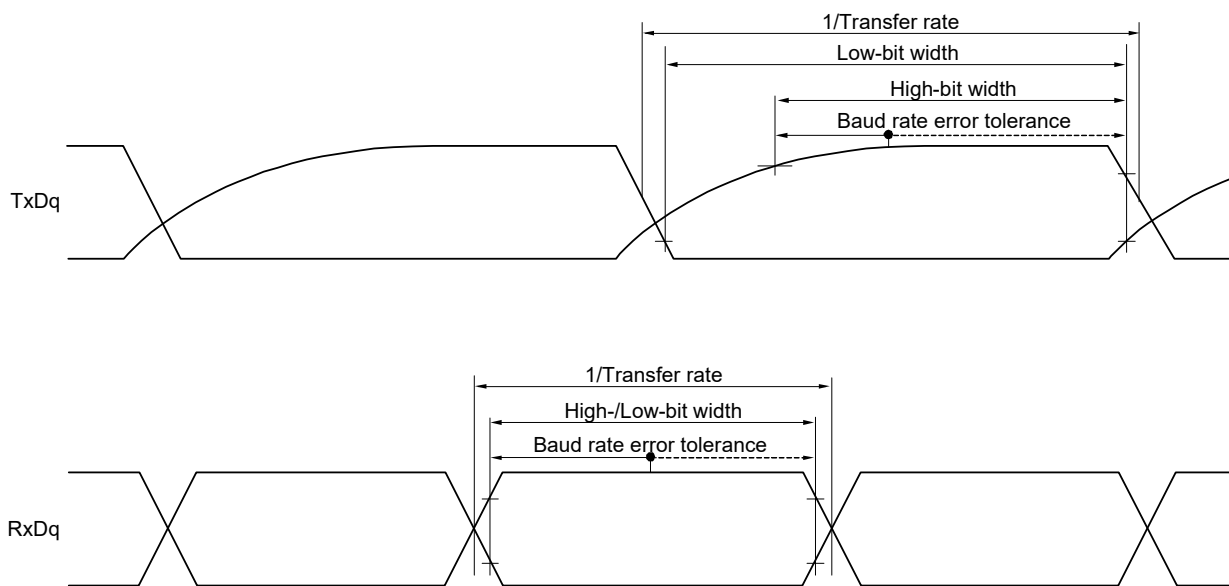 1/Transfer rate
Low-bit width
High-bit width
Baud rate error tolerance
TxDq
1/Transfer rate
High-/Low-bit width
Baud rate error tolerance
RxDq